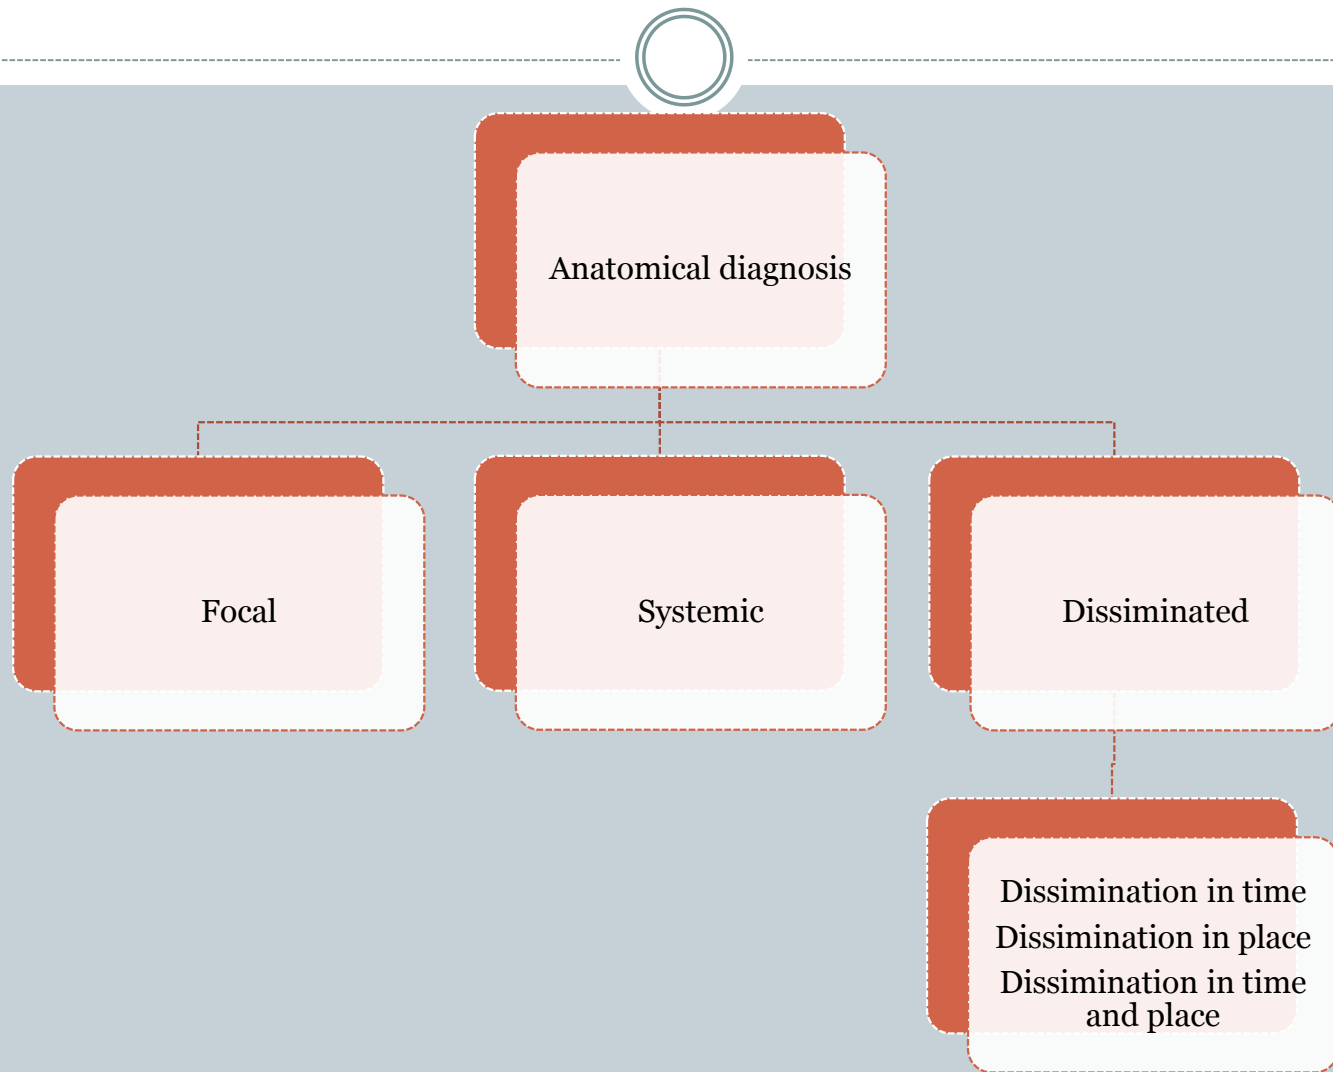 Anatomical diagnosis
Focal
Systemic
Dissiminated
Dissimination in time
Dissimination in place
Dissimination in time
and place